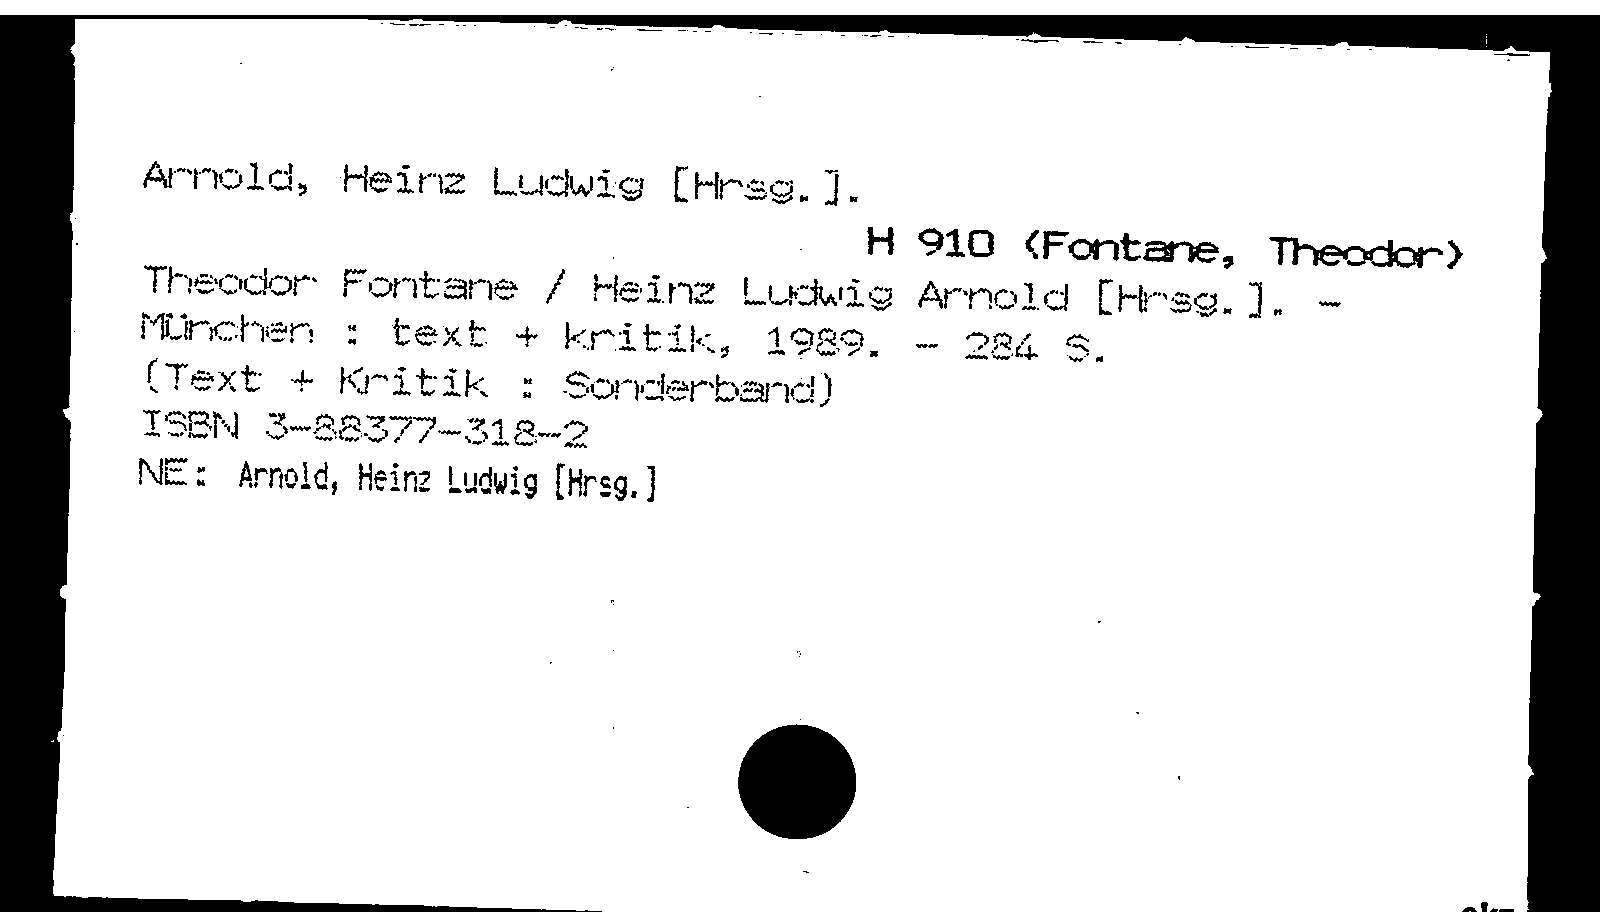 Arnold, Heinz Ludwig [Hrsg.].
H 910 (Fontane, Theodor)
Theodor Fontane / Heinz Ludwig Arnold [Hrsg.]. -
München : text + kritik, 1989. - 284 S.
(Text + Kritik : Sonderband)
ISBN 3-88377-318-2
NE: Arnold, Heinz Ludwig [Hrsg.]